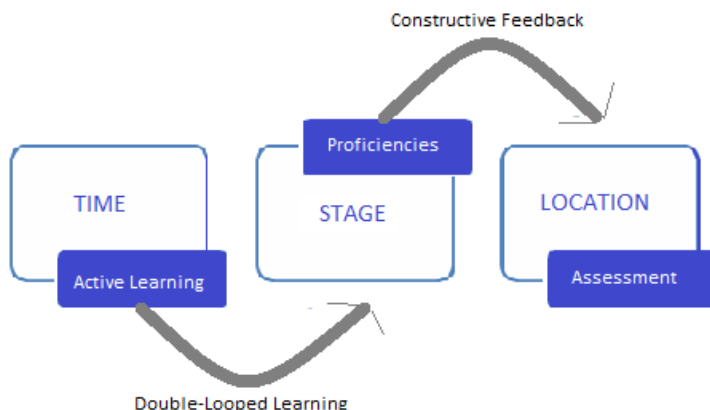 Constructive Feedback
Proficiencies
TIME
STAGE
LOCATION
Active Learning
Assessment
Double-Looped Learning